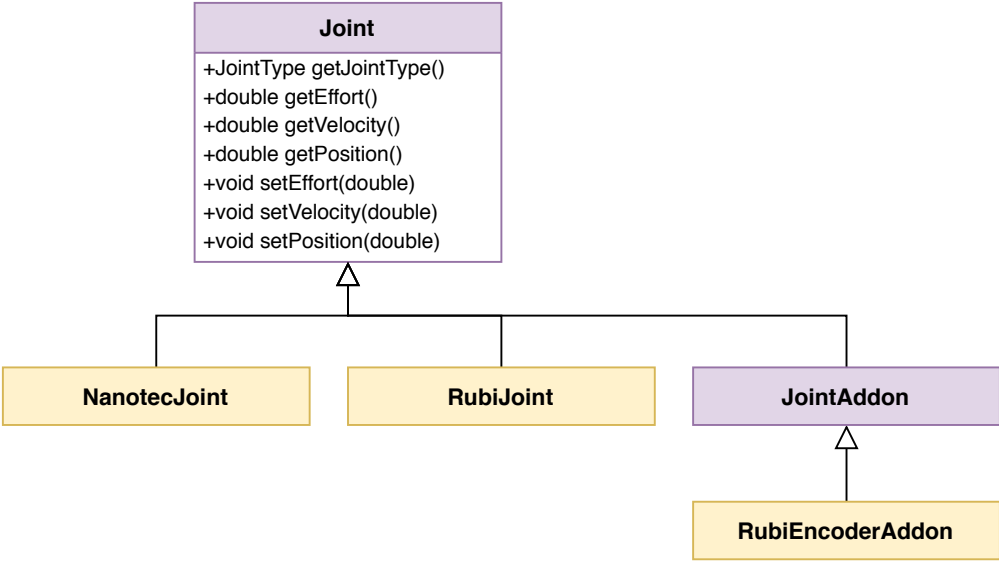 Joint
+JointType getJointType()
+double getEffort()
+double getVelocity()
+double getPosition()
+void setEffort(double)
+void setVelocity(double)
+void setPosition(double)
NanotecJoint
RubiJoint
JointAddon
RubiEncoderAddon